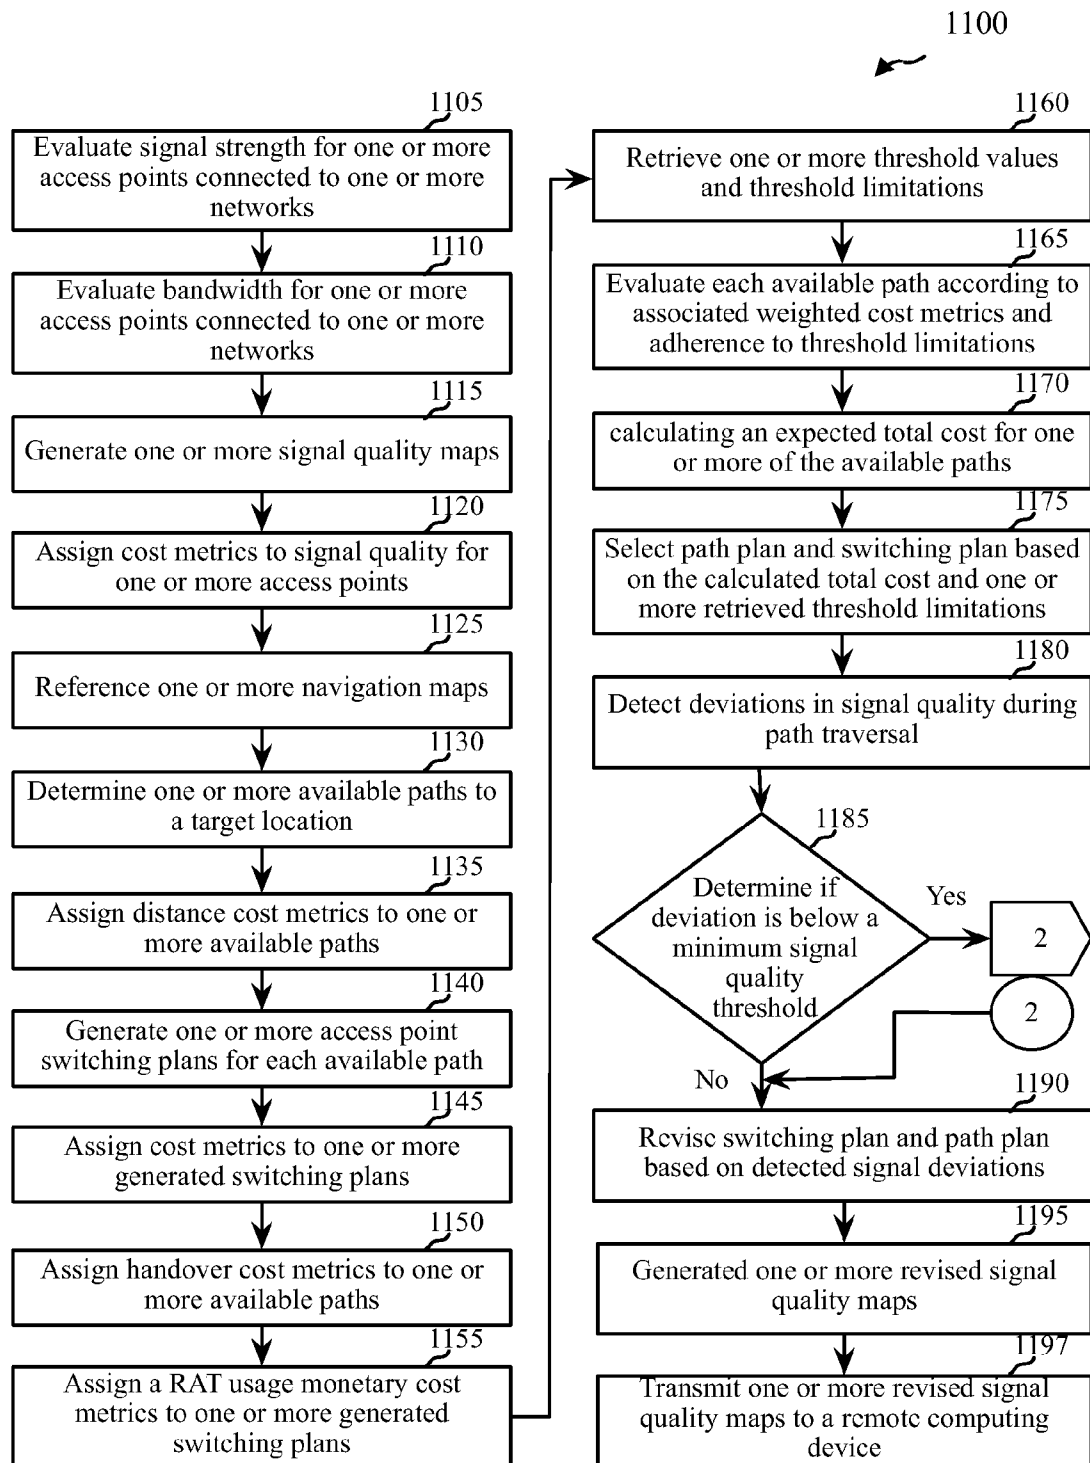 1100
1105
Evaluate signal strength for one or more
access points connected to one or more
networks
1110
Evaluate bandwidth for one or more
access points connected to one or more
networks
1115
Generate one or more signal quality maps
1120
Assign cost metrics to signal quality for
one or more access points
1125
Reference one or more navigation maps
1130
Determine one or more available paths to
a target location
1135
Assign distance cost metrics to one or
more available paths
1140
Generate one or more access point
switching plans for each available path
1145
Assign cost metrics to one or more
generated switching plans
1150
Assign handover cost metrics to one or
more available paths
1155
Assign a RAT usage monetary cost
metrics to one or more generated
switching plans
1160
Retrieve one or more threshold values
and threshold limitations
1165
Evaluate each available path according to
associated weighted cost metrics and
adherence to threshold limitations
1170
calculating an expected total cost for one
or more of the available paths
1175
Select path plan and switching plan based
on the calculated total cost and one or
more retrieved threshold limitations
1180
Detect deviations in signal quality during
path traversal
1185
Determine if
deviation is below a
minimum signal
quality
threshold
Yes
2
2
No
1190
Revise switching plan and path plan
based on detected signal deviations
1195
Generated one or more revised signal
quality maps
1197
Transmit one or more revised signal
quality maps to a remote computing
device